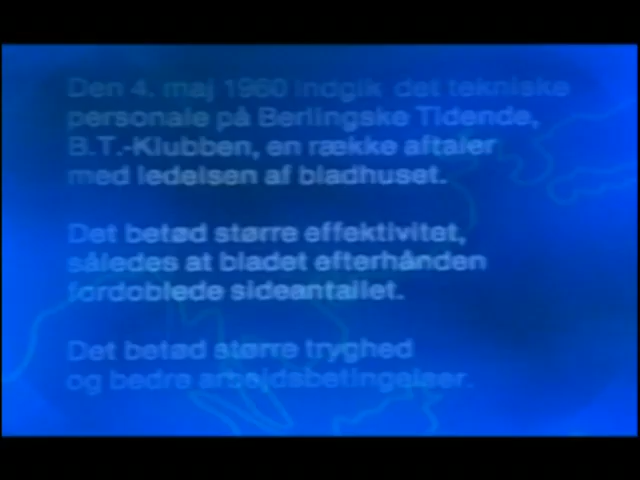 Den 4. maj 1960 indgik det tekniske
personale på Berlingske Tidende,
B.T.-Klubben, en række aftaler
med ledelsen af bladhuset.
Det betød større effektivitet,
således at bladet efterhånden
fordoblede sideantallet.
Det betød større tryghed
og bedre arbejdsbetingelser.